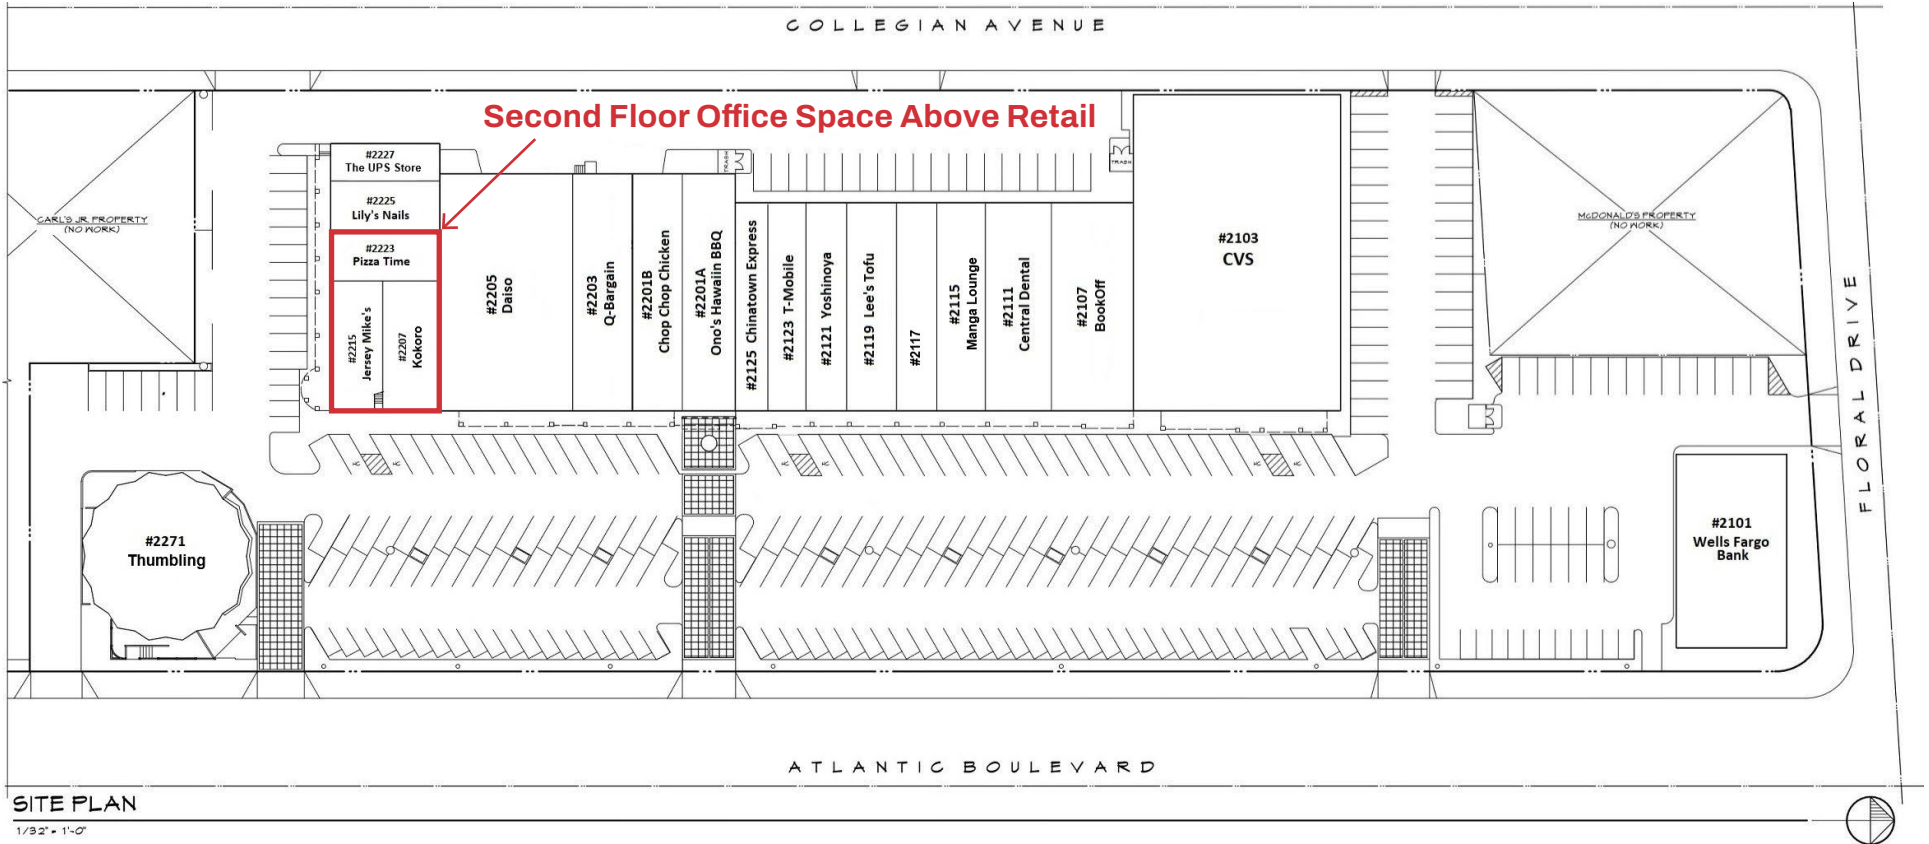 COLLEGIAN AVENUE
Second Floor Office Space Above Retail
#2227
The UPS Store
#2225
Lily's Nails
#2223
Pizza Time
#2215
Jersey Mike's
#2207
Kokoro
#2205
Daiso
#2203
Q-Bargain
#2201B
Chop Chop Chicken
#2201A
Ono's Hawaiin BBQ
TRASH
#2125 Chinatown Express
#2123 T-Mobile
#2121 Yoshinoya
#2119 Lee's Tofu
#2117
#2115
Manga Lounge
#2111
Central Dental
#2107
BookOff
TRASH
#2103
CVS
CARL'S JR PROPERTY
(NO WORK)
McDONALD'S PROPERTY
(NO WORK)
FLORAL DRIVE
#2271
Thumbling
#2101
Wells Fargo
Bank
ATLANTIC BOULEVARD
SITE PLAN
1/32" = 1'-0"